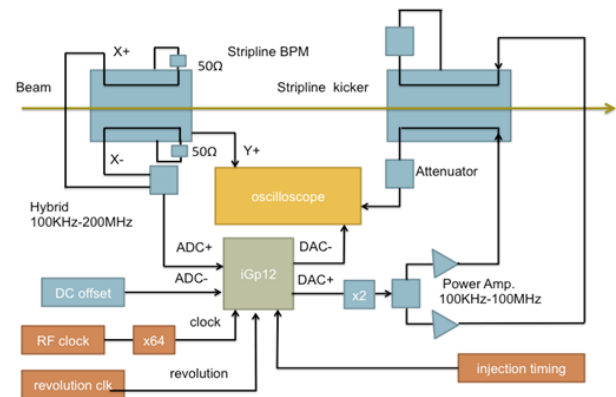 X+
Stripline BPM
50Ω
Beam
Stripline kicker
X-
50Ω
Y+
Attenuator
Hybrid
100KHz-200MHz
oscilloscope
ADC+
DAC-
iGp12
ADC-
DAC+
DC offset
x2
Power Amp.
100KHz-100MHz
clock
RF clock
x64
revolution
injection timing
revolution clk